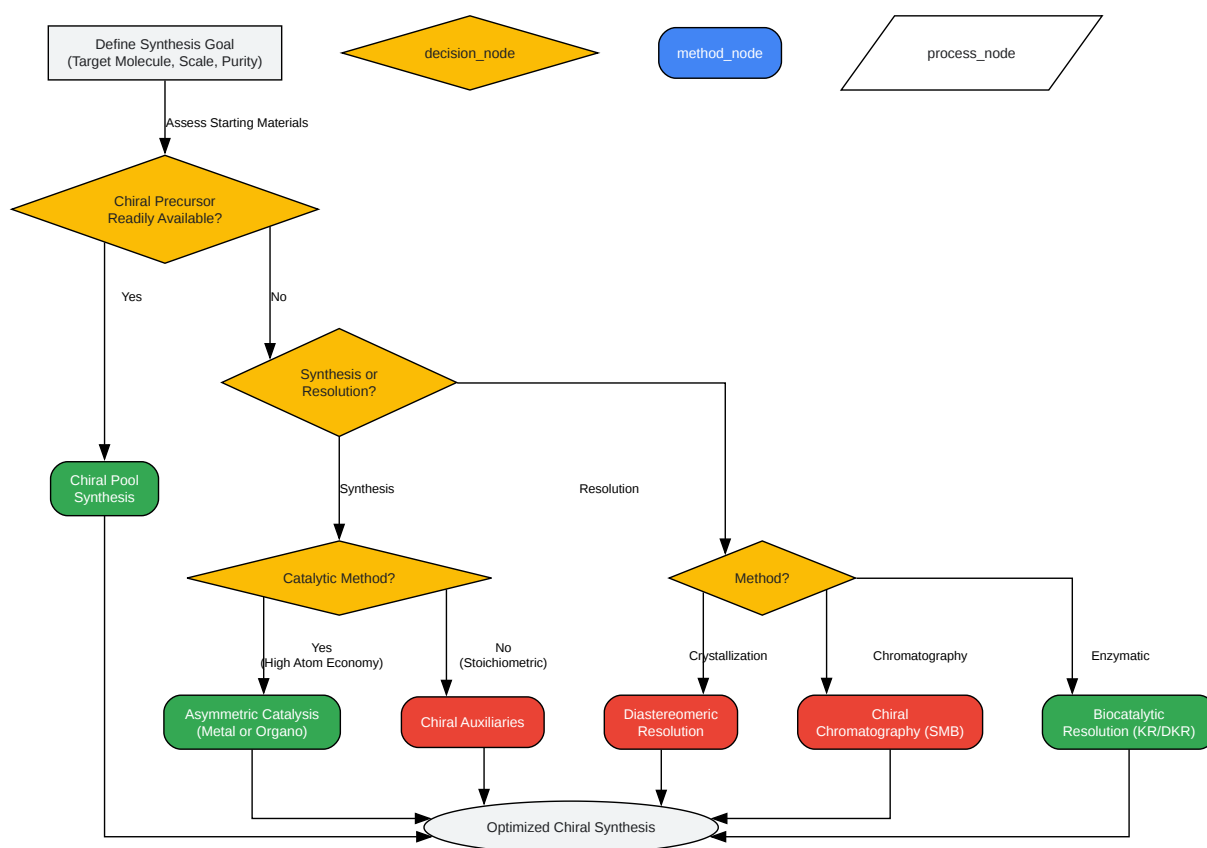 Define Synthesis Goal
(Target Molecule, Scale, Purity)
decision_node
method_node
process_node
Assess Starting Materials
Chiral Precursor
Readily Available?
Yes
No
Synthesis or
Resolution?
Chiral Pool
Synthesis
Synthesis
Resolution
Catalytic Method?
Method?
Yes
(High Atom Economy)
No
(Stoichiometric)
Crystallization
Chromatography
Enzymatic
Asymmetric Catalysis
(Metal or Organo)
Chiral Auxiliaries
Diastereomeric
Resolution
Chiral
Chromatography (SMB)
Biocatalytic
Resolution (KR/DKR)
Optimized Chiral Synthesis